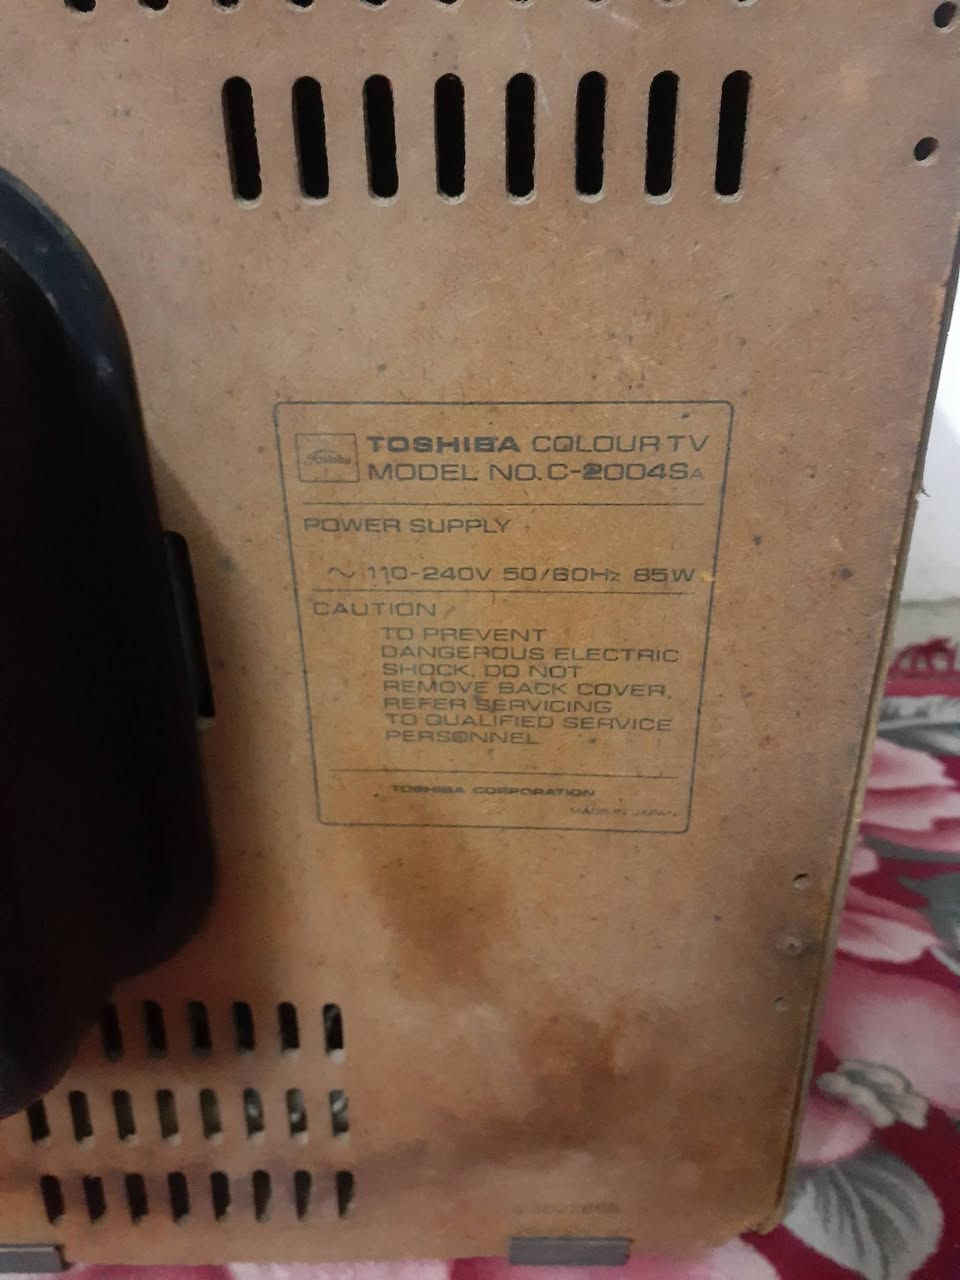 Toshiba
TOSHIBA COLOUR TV
MODEL NO. C-2004SA
POWER SUPPLY
~ 110-240V 50/60Hz 85W
CAUTION
TO PREVENT
DANGEROUS ELECTRIC
SHOCK, DO NOT
REMOVE BACK COVER,
REFER SERVICING
TO QUALIFIED SERVICE
PERSONNEL
TOSHIBA CORPORATION
MADE IN JAPAN